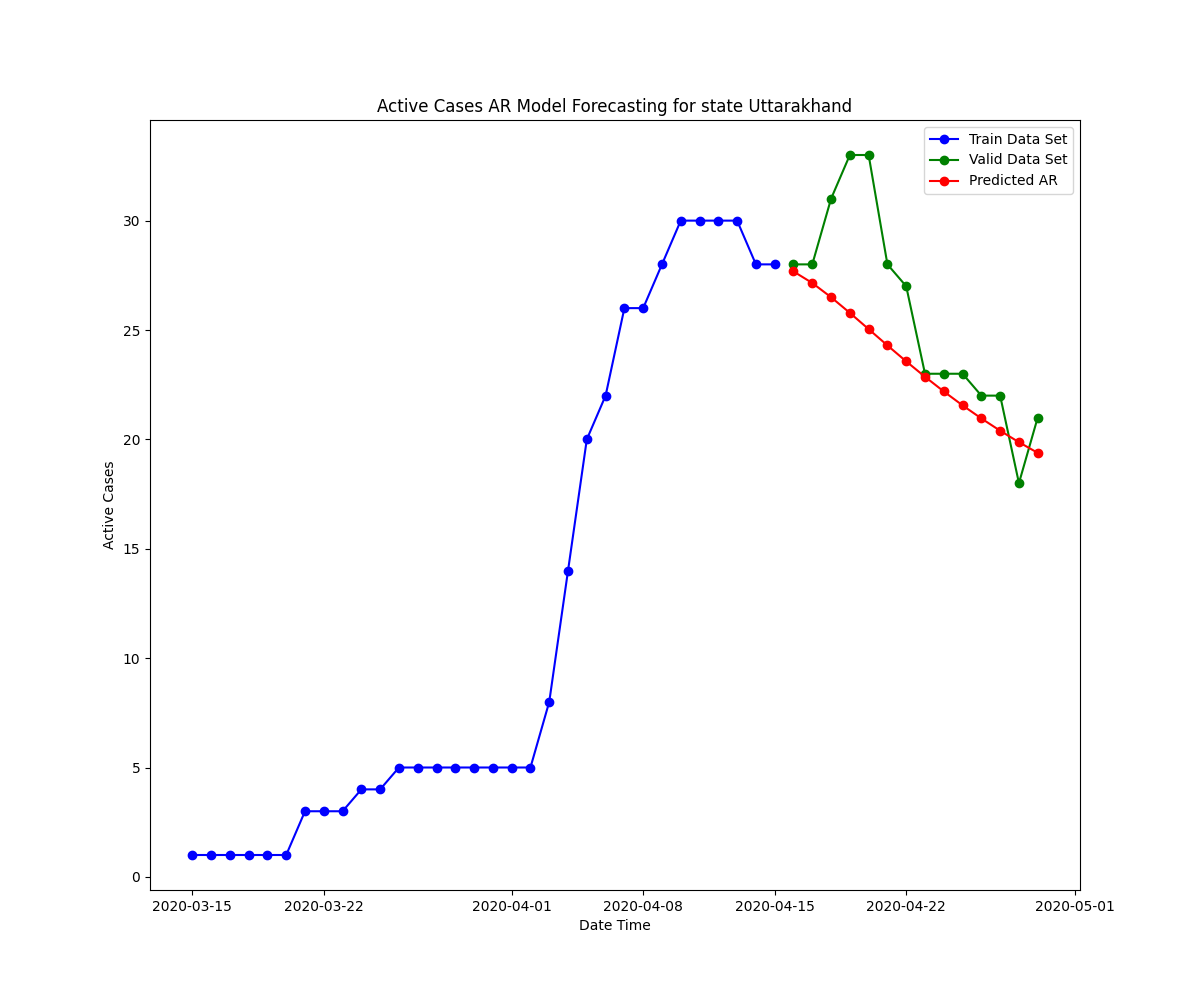 Active Cases AR Model Forecasting for state Uttarakhand
Train Data Set
Valid Data Set
Predicted AR
30
25
20
15
10
5
0
Active Cases
2020-03-15 2020-03-22 2020-04-01 2020-04-08 2020-04-15 2020-04-22 2020-05-01
Date Time